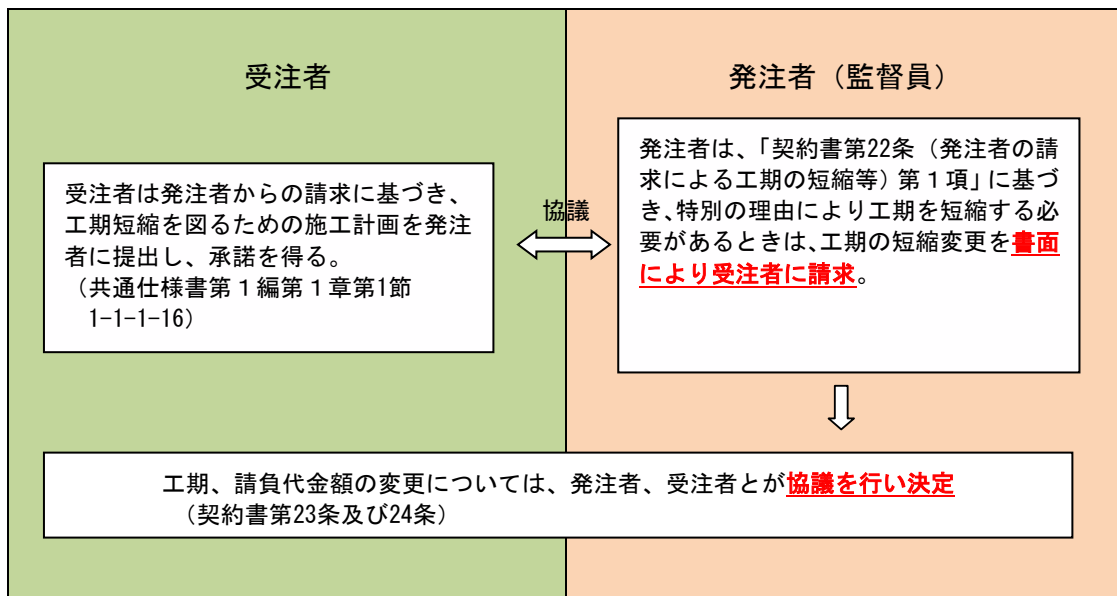 受注者
発注者（監督員）
受注者は発注者からの請求に基づき、
工期短縮を図るための施工計画を発注
者に提出し、承諾を得る。
（共通仕様書第１編第１章第1節
1-1-1-16）
協議
発注者は、「契約書第22条（発注者の請
求による工期の短縮等）第１項」に基づ
き、特別の理由により工期を短縮する必
要があるときは、工期の短縮変更を書面
により受注者に請求。
工期、請負代金額の変更については、発注者、受注者とが協議を行い決定
（契約書第23条及び24条）